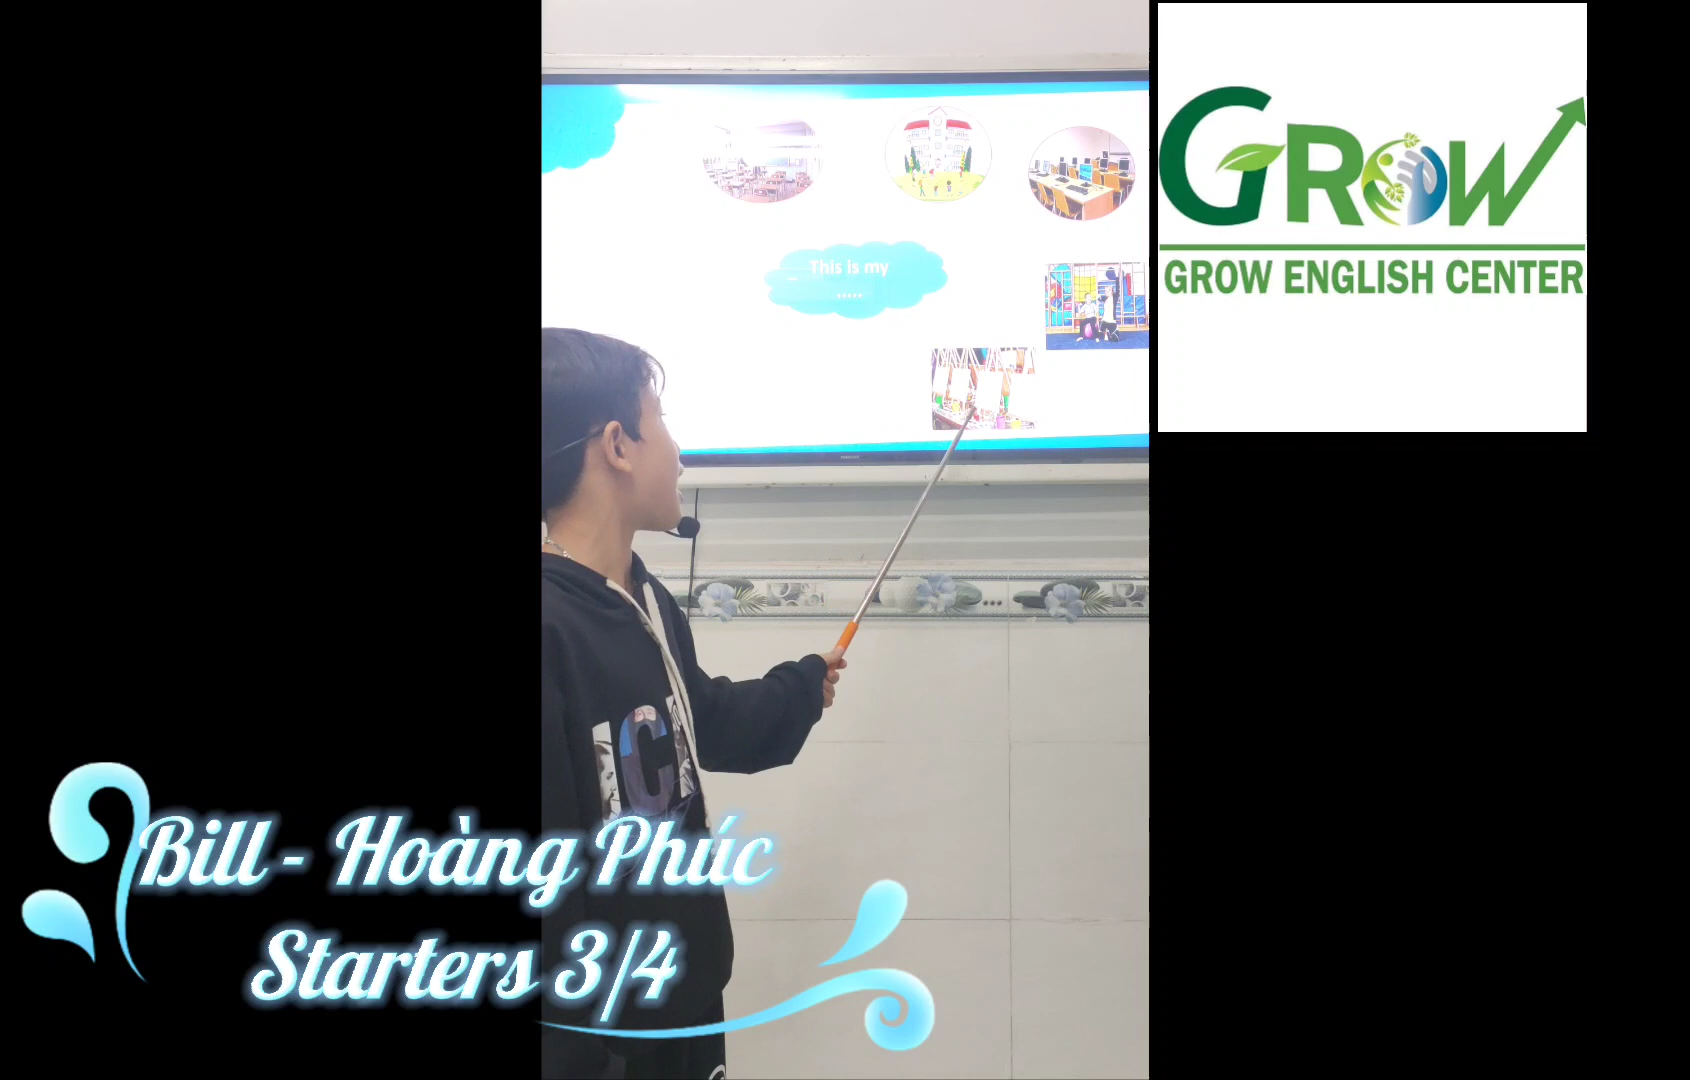 This is my
.....
GROW
GROW ENGLISH CENTER
Bill - Hoàng Phúc
Starters 3/4